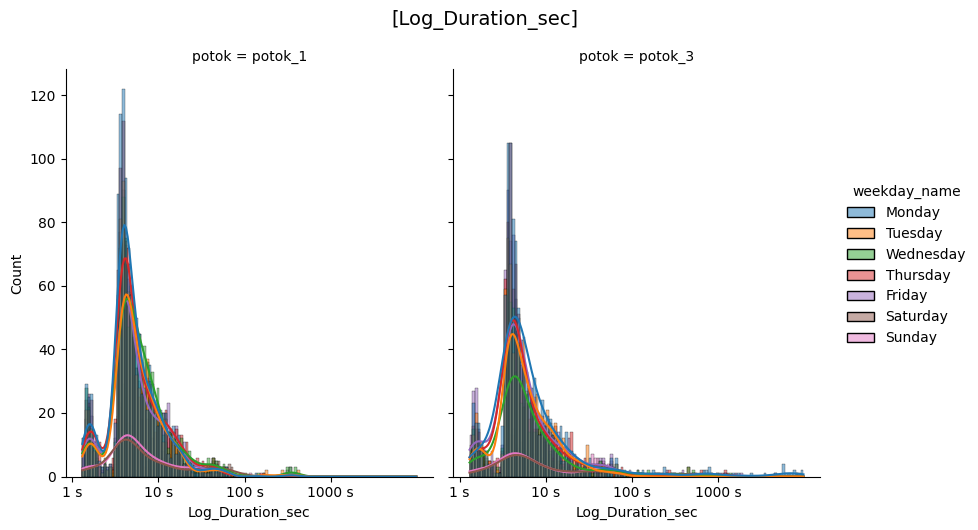 [Log_Duration_sec]
potok = potok_1
potok = potok_3
120
100
80
60
40
20
0
Count
1 s
10 s
100 s
1000 s
Log_Duration_sec
1 s
10 s
100 s
1000 s
Log_Duration_sec
weekday_name
Monday
Tuesday
Wednesday
Thursday
Friday
Saturday
Sunday